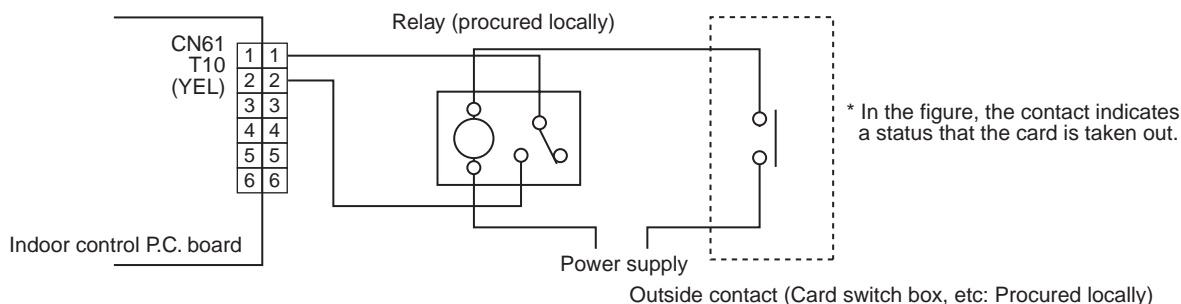 Relay (procured locally)
CN61
T10
(YEL)
1 1
2 2
3 3
4 4
5 5
6 6
* In the figure, the contact indicates
a status that the card is taken out.
Indoor control P.C. board
Power supply
Outside contact (Card switch box, etc: Procured locally)